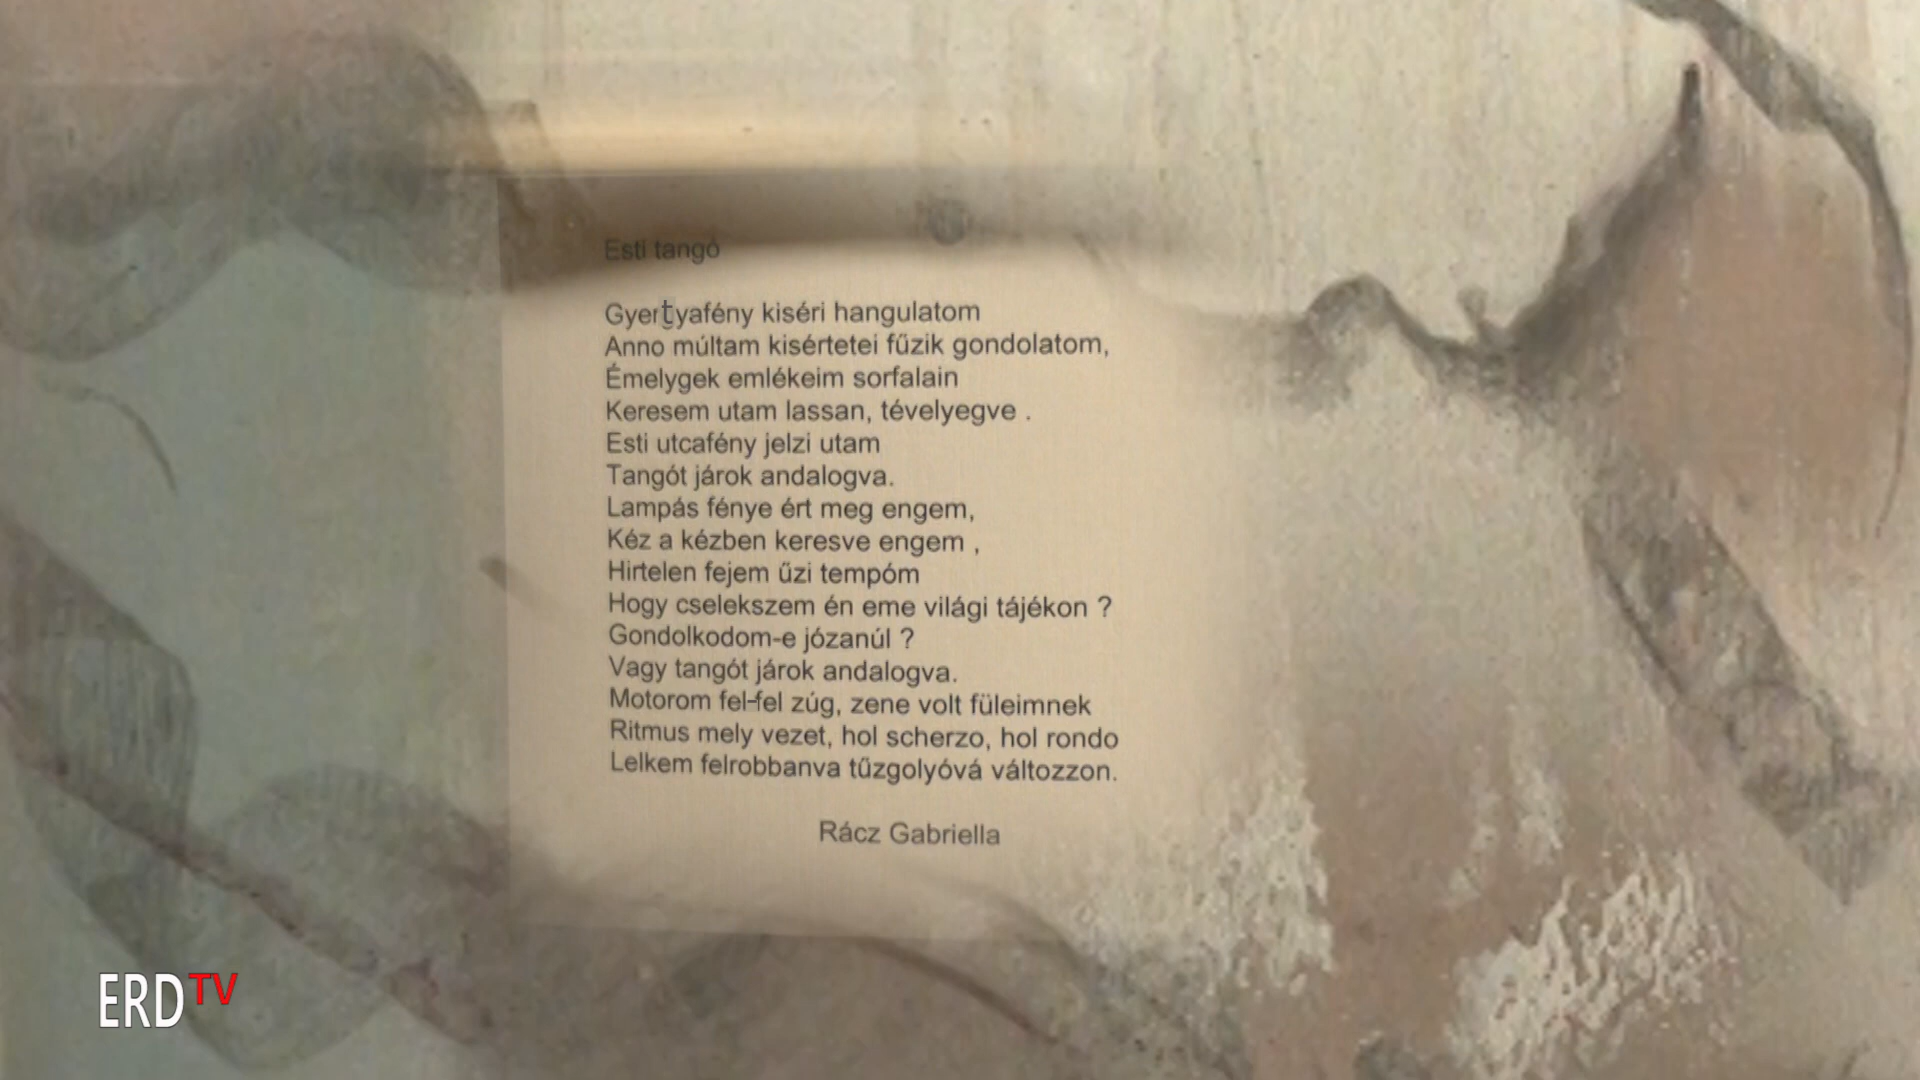 Esti tangó
Gyertyafény kiséri hangulatom
Anno múltam kisértetei fűzik gondolatom,
Émelygek emlékeim sorfalain
Keresem utam lassan, tévelyegve .
Esti utcafény jelzi utam
Tangót járok andalogva.
Lampás fénye ért meg engem,
Kéz a kézben keresve engem ,
Hirtelen fejem űzi tempóm
Hogy cselekszem én eme világi tájékon ?
Gondolkodom-e józanúl ?
Vagy tangót járok andalogva.
Motorom fel-fel zúg, zene volt füleimnek
Ritmus mely vezet, hol scherzo, hol rondo
Lelkem felrobbanva tűzgolyóvá változzon.
Rácz Gabriella
ERD TV